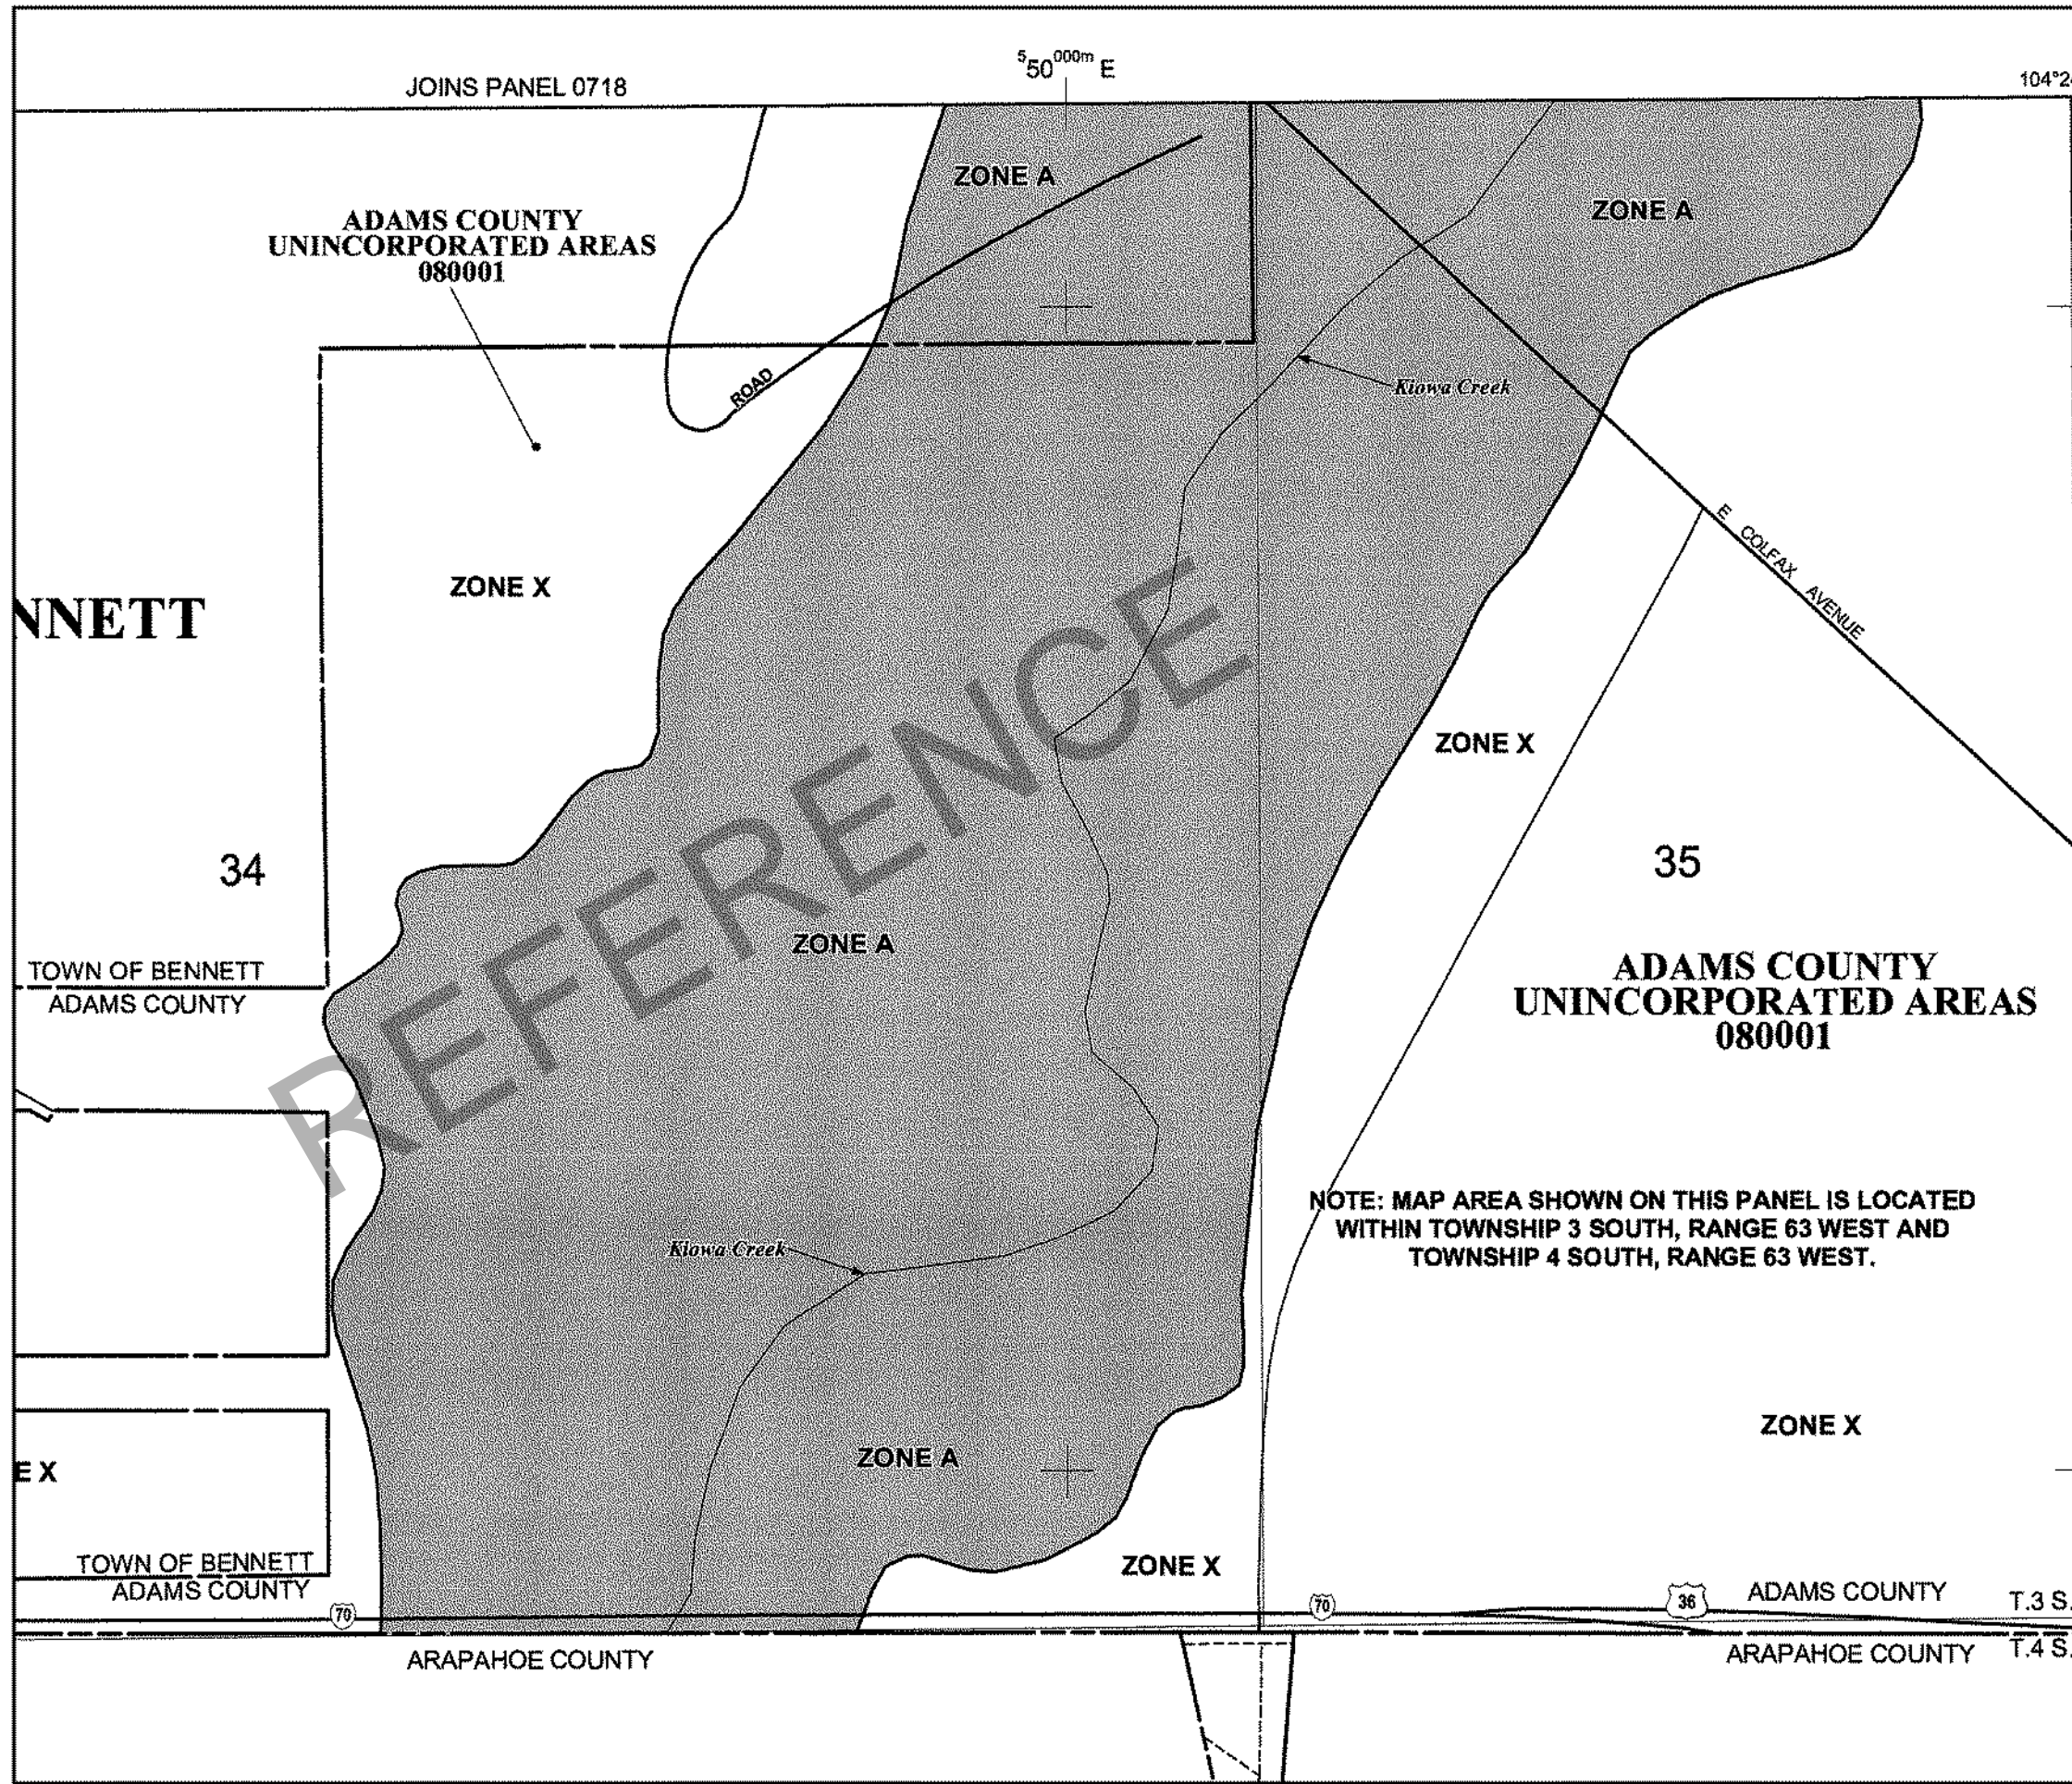 JOINS PANEL 0718
⁵50⁰⁰⁰ᵐ E
ZONE A
ZONE A
ADAMS COUNTY
UNINCORPORATED AREAS
080001
ROAD
Kiowa Creek
E COLFAX AVENUE
ZONE X
NNETT
ZONE X
REFERENCE
34
35
ZONE A
TOWN OF BENNETT
ADAMS COUNTY
ADAMS COUNTY
UNINCORPORATED AREAS
080001
NOTE: MAP AREA SHOWN ON THIS PANEL IS LOCATED
WITHIN TOWNSHIP 3 SOUTH, RANGE 63 WEST AND
TOWNSHIP 4 SOUTH, RANGE 63 WEST.
Kiowa Creek
ZONE X
ZONE A
E X
ZONE X
TOWN OF BENNETT
ADAMS COUNTY
70
70
36
ADAMS COUNTY
T.3 S.
ARAPAHOE COUNTY
ARAPAHOE COUNTY
T.4 S.